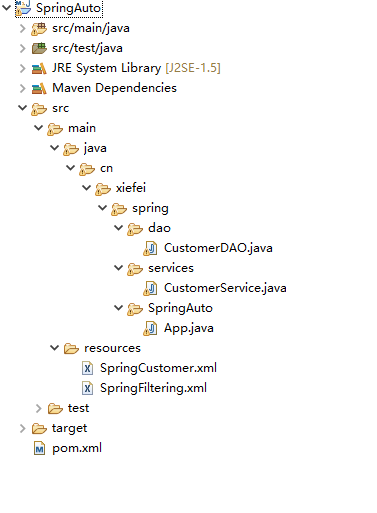 SpringAuto
src/main/java
src/test/java
JRE System Library [J2SE-1.5]
Maven Dependencies
src
main
java
cn
xiefei
spring
dao
CustomerDAO.java
services
CustomerService.java
SpringAuto
App.java
resources
SpringCustomer.xml
SpringFiltering.xml
test
target
pom.xml